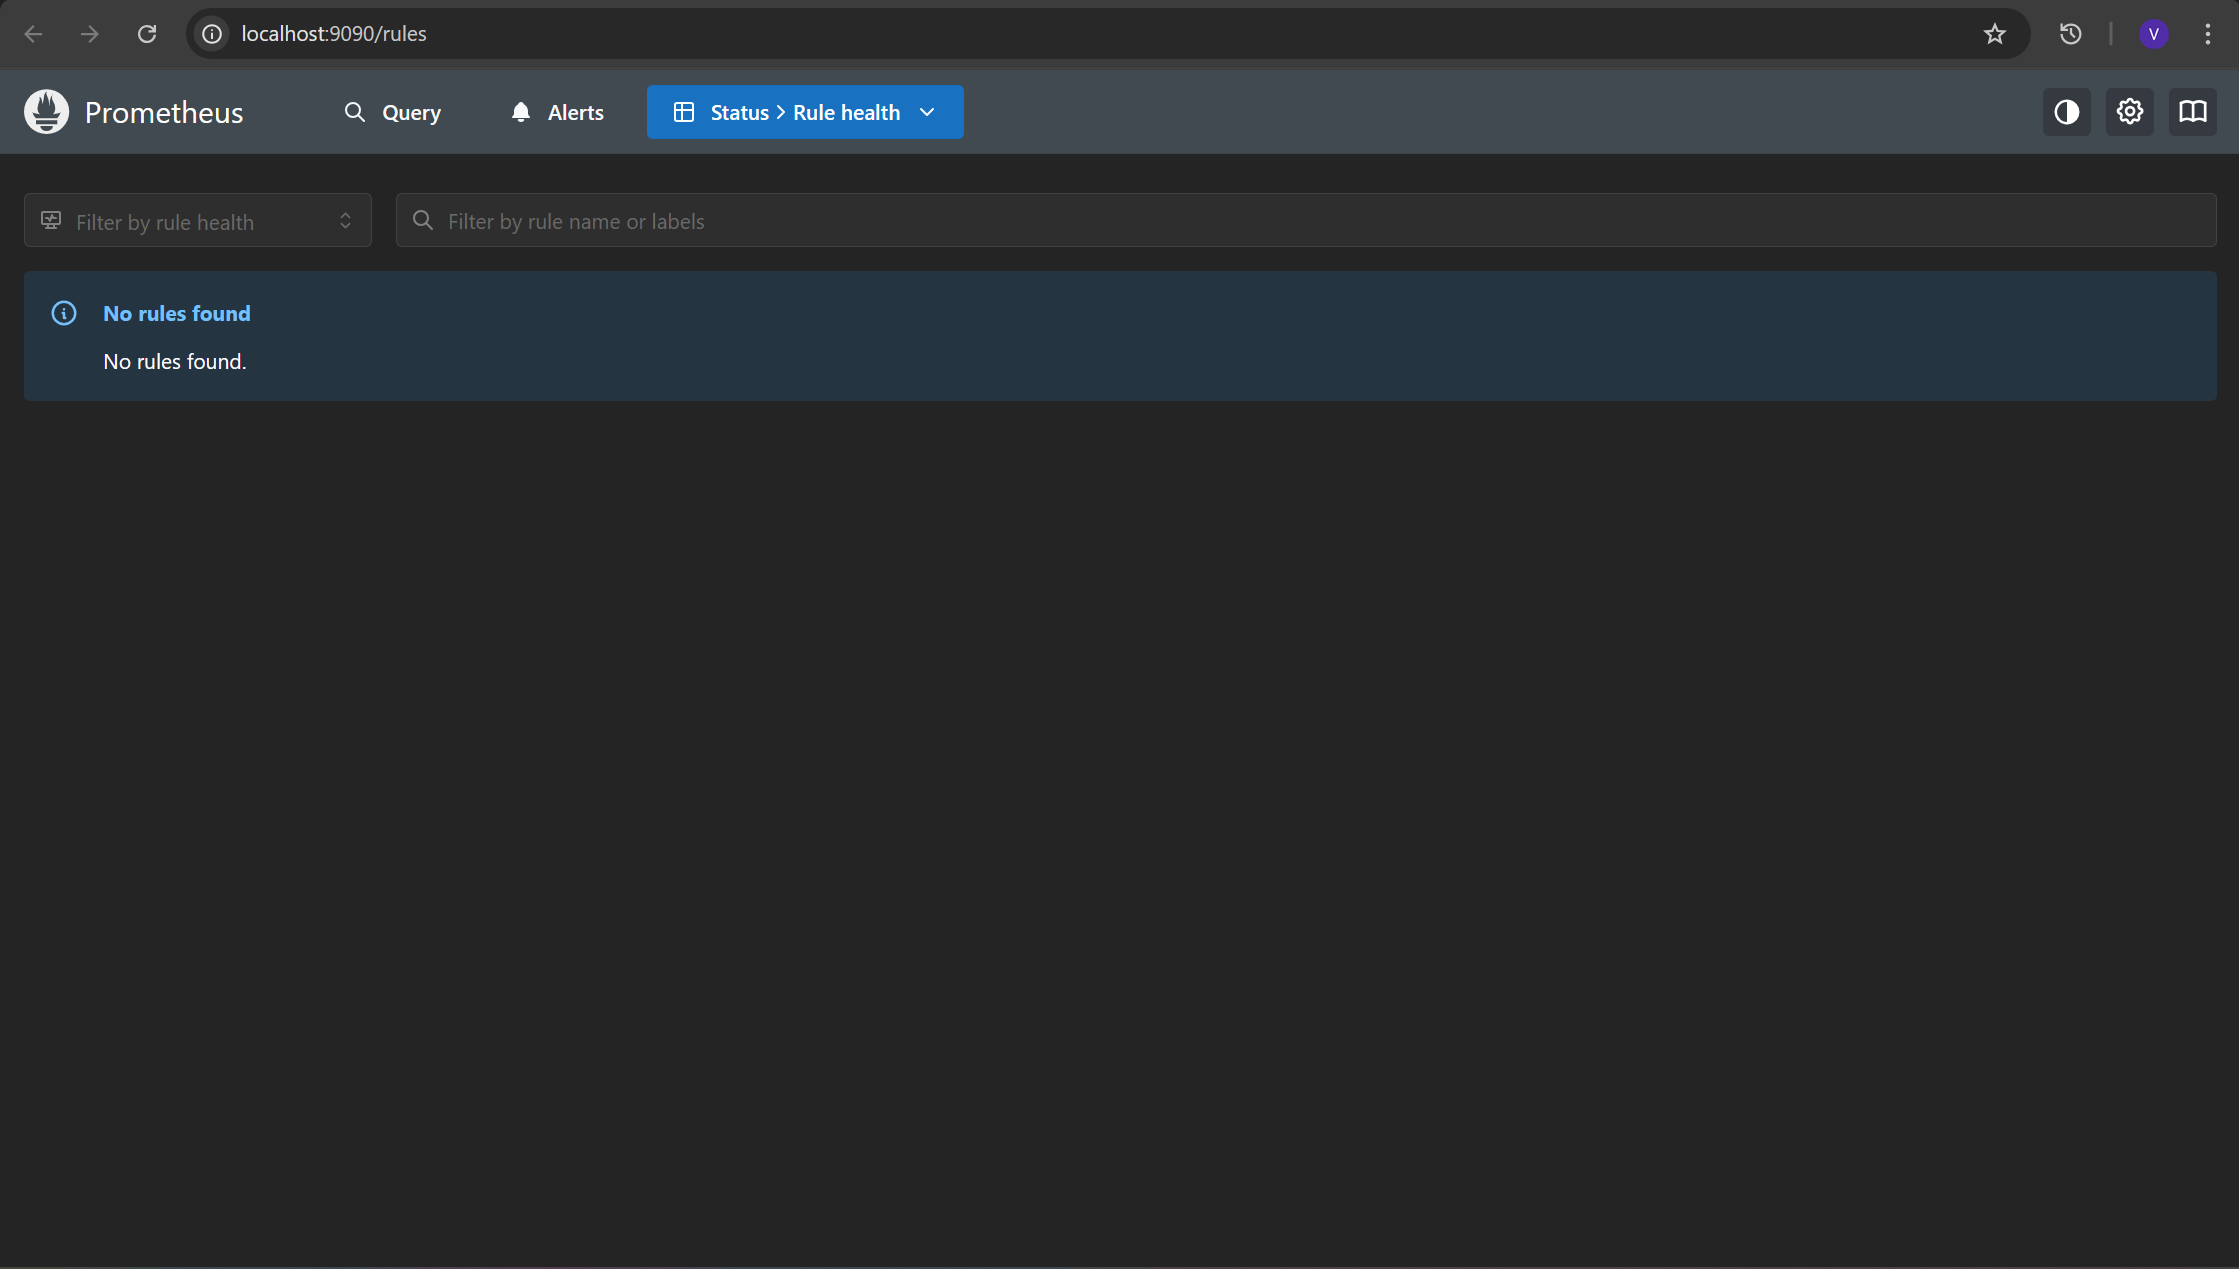 localhost:9090/rules
V
Prometheus
Query
Alerts
Status > Rule health
Filter by rule health
Filter by rule name or labels
No rules found
No rules found.